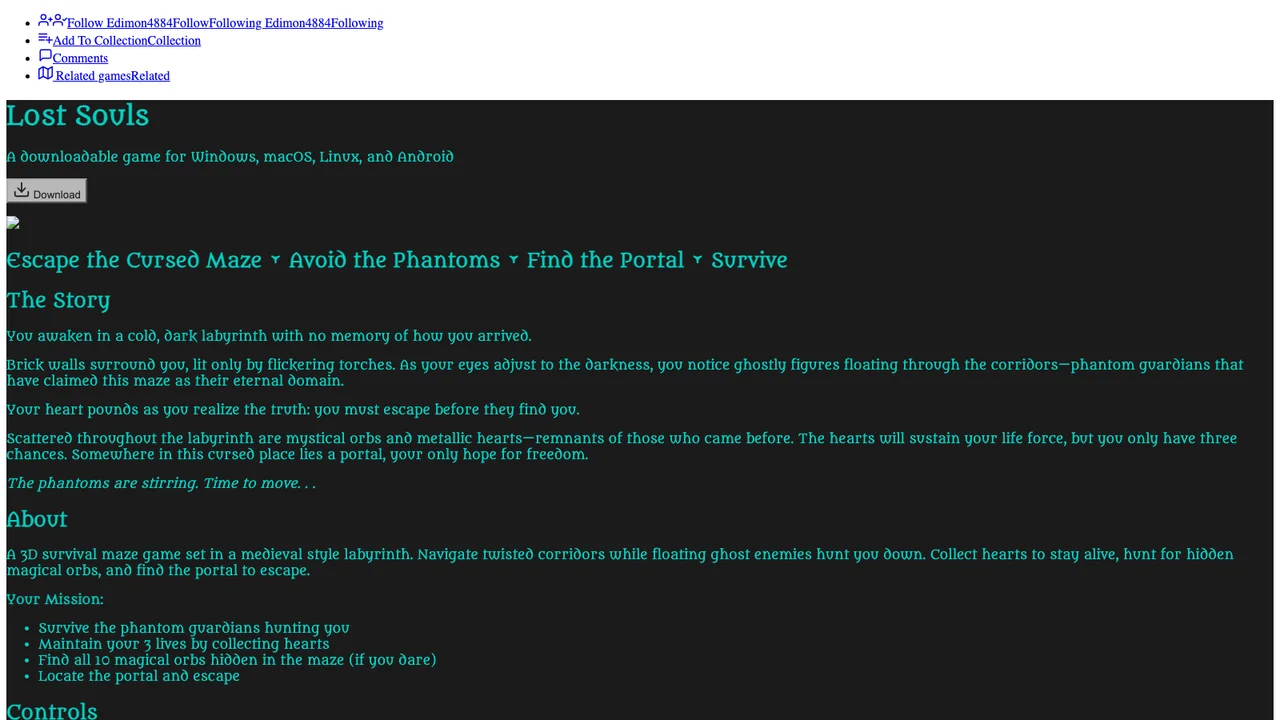 Follow Edimon4884FollowFollowing Edimon4884Following
Add To CollectionCollection
Comments
Related gamesRelated
Lost Souls
A downloadable game for Windows, macOS, Linux, and Android
Download
Escape the Cursed Maze • Avoid the Phantoms • Find the Portal • Survive
The Story
You awaken in a cold, dark labyrinth with no memory of how you arrived.
Brick walls surround you, lit only by flickering torches. As your eyes adjust to the darkness, you notice ghostly figures floating through the corridors—phantom guardians that
have claimed this maze as their eternal domain.
Your heart pounds as you realize the truth: you must escape before they find you.
Scattered throughout the labyrinth are mystical orbs and metallic hearts—remnants of those who came before. The hearts will sustain your life force, but you only have three
chances. Somewhere in this cursed place lies a portal, your only hope for freedom.
The phantoms are stirring. Time to move. . .
About
A 3D survival maze game set in a medieval style labyrinth. Navigate twisted corridors while floating ghost enemies hunt you down. Collect hearts to stay alive, hunt for hidden
magical orbs, and find the portal to escape.
Your Mission:
Survive the phantom guardians hunting you
Maintain your 3 lives by collecting hearts
Find all 10 magical orbs hidden in the maze (if you dare)
Locate the portal and escape
Controls